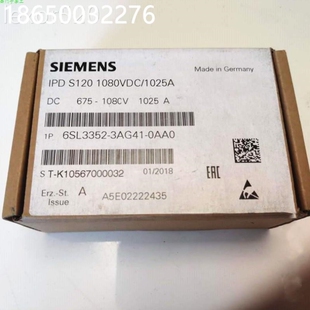 18650032276
SIEMENS
Made in Germany
IPD S120 1080VDC/1025A
DC 675 - 108CV 1025 A
1P 6SL3352-3AG41-0AA0
S T-K10567000032 01/2018
EAC
Erz.-St. A A5E02222435
Issue